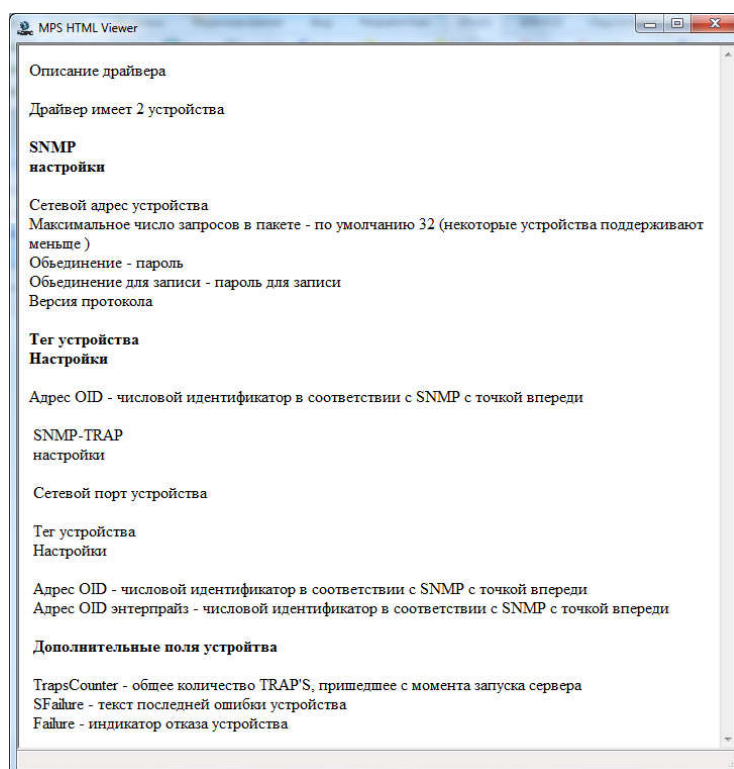 MPS HTML Viewer
Описание драйвера
Драйвер имеет 2 устройства
SNMP
настройки
Сетевой адрес устройства
Максимальное число запросов в пакете - по умолчанию 32 (некоторые устройства поддерживают
меньше )
Обьединение - пароль
Обьединение для записи - пароль для записи
Версия протокола
Тег устройства
Настройки
Адрес OID - числовой идентификатор в соответствии с SNMP с точкой впереди
SNMP-TRAP
настройки
Сетевой порт устройства
Тег устройства
Настройки
Адрес OID - числовой идентификатор в соответствии с SNMP с точкой впереди
Адрес OID энтерпрайз - числовой идентификатор в соответствии с SNMP с точкой впереди
Дополнительные поля устройтва
TrapsCounter - общее количество TRAP'S, пришедшее с момента запуска сервера
SFailure - текст последней ошибки устройства
Failure - индикатор отказа устройства